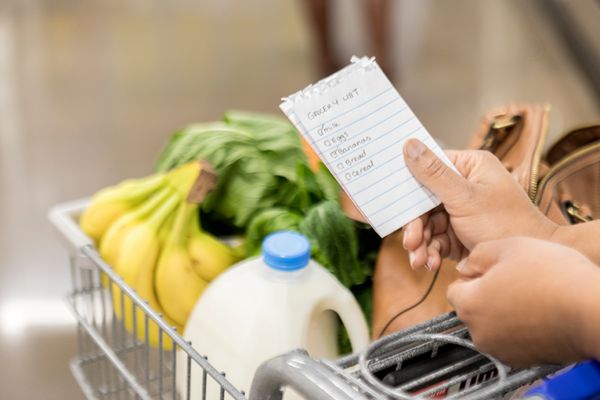 GROCERY LIST
☑ Milk
☐ Eggs
☑ Bananas
☐ Bread
☐ Cereal